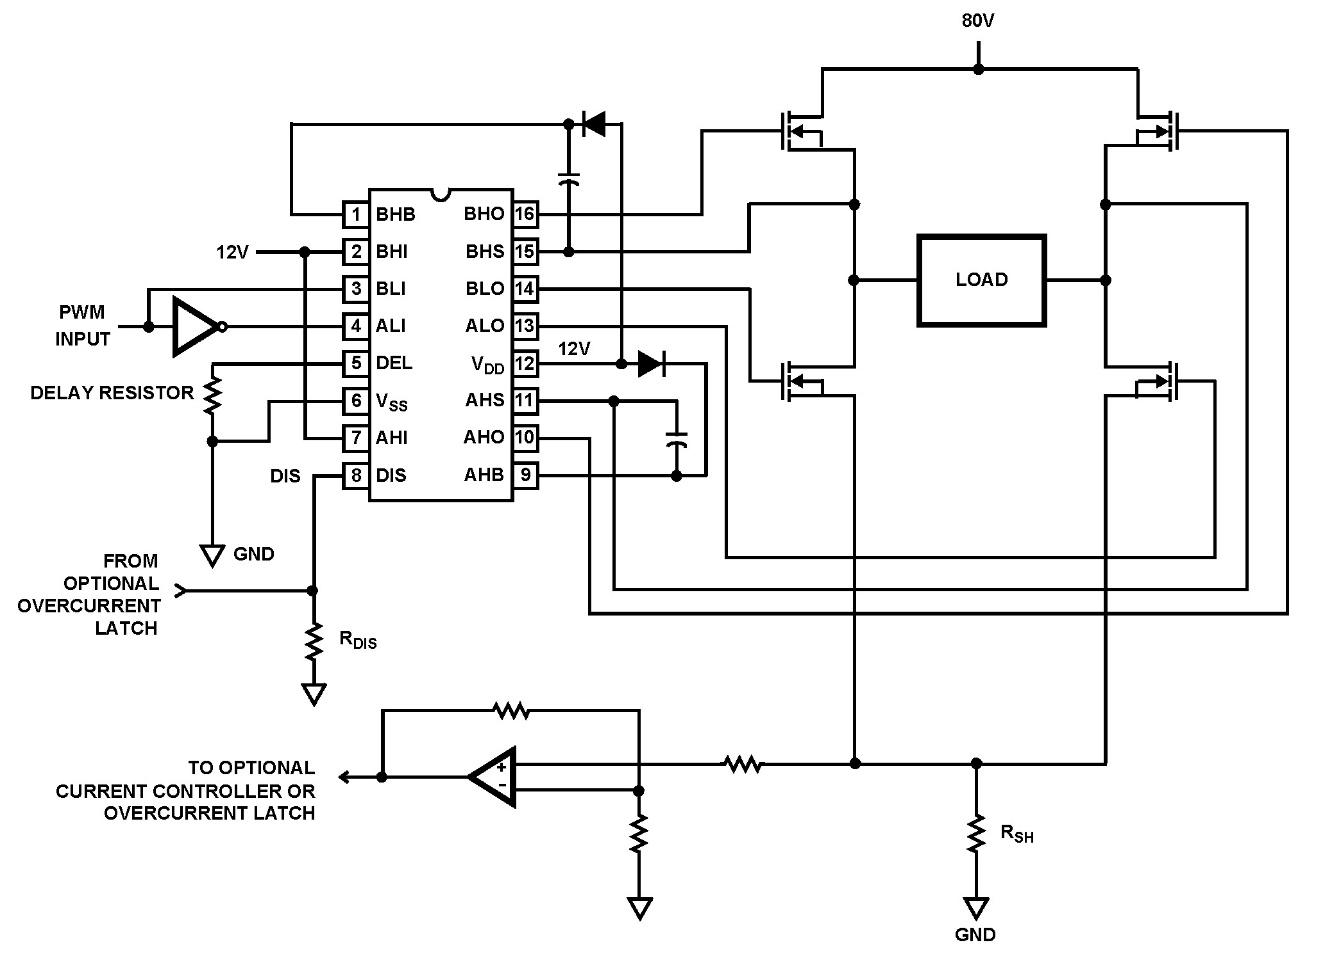 80V
1 BHB BHO 16
12V 2 BHI BHS 15
3 BLI BLO 14
LOAD
PWM
INPUT
4 ALI ALO 13
12V
5 DEL VDD 12
DELAY RESISTOR
6 VSS AHS 11
7 AHI AHO 10
DIS 8 DIS AHB 9
GND
FROM
OPTIONAL
OVERCURRENT
LATCH
RDIS
TO OPTIONAL
CURRENT CONTROLLER OR
OVERCURRENT LATCH
+
-
RSH
GND